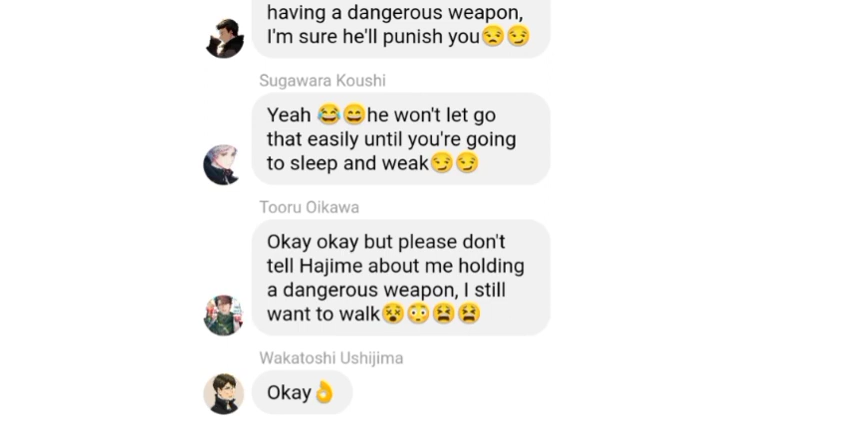 having a dangerous weapon,
I'm sure he'll punish you😒😏
Sugawara Koushi
Yeah 😂😄he won't let go
that easily until you're going
to sleep and weak😏😏
Tooru Oikawa
Okay okay but please don't
tell Hajime about me holding
a dangerous weapon, I still
want to walk😵😳😫😫
Wakatoshi Ushijima
Okay👌